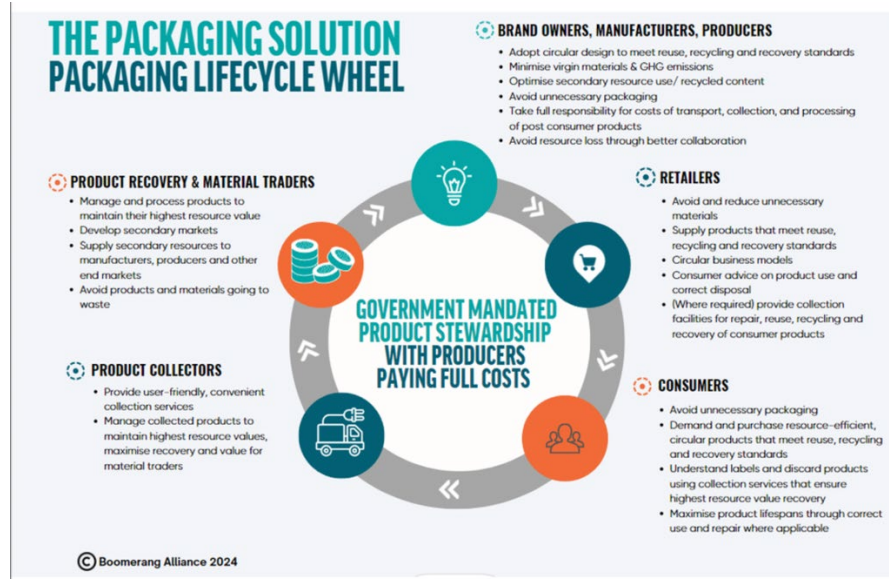 THE PACKAGING SOLUTION
PACKAGING LIFECYCLE WHEEL
BRAND OWNERS, MANUFACTURERS, PRODUCERS
• Adopt circular design to meet reuse, recycling and recovery standards
• Minimise virgin materials & GHG emissions
• Optimise secondary resource use/ recycled content
• Avoid unnecessary packaging
• Take full responsibility for costs of transport, collection, and processing
of post consumer products
• Avoid resource loss through better collaboration
RETAILERS
• Avoid and reduce unnecessary
materials
• Supply products that meet reuse,
recycling and recovery standards
• Circular business models
• Consumer advice on product use and
correct disposal
• (Where required) provide collection
facilities for repair, reuse, recycling and
recovery of consumer products
CONSUMERS
• Avoid unnecessary packaging
• Demand and purchase resource-efficient,
circular products that meet reuse, recycling
and recovery standards
• Understand labels and discard products
using collection services that ensure
highest resource value recovery
• Maximise product lifespans through correct
use and repair where applicable
PRODUCT COLLECTORS
• Provide user-friendly, convenient
collection services
• Manage collected products to
maintain highest resource values,
maximise recovery and value for
material traders
PRODUCT RECOVERY & MATERIAL TRADERS
• Manage and process products to
maintain their highest resource value
• Develop secondary markets
• Supply secondary resources to
manufacturers, producers and other
end markets
• Avoid products and materials going to
waste
GOVERNMENT MANDATED
PRODUCT STEWARDSHIP
WITH PRODUCERS
PAYING FULL COSTS
© Boomerang Alliance 2024